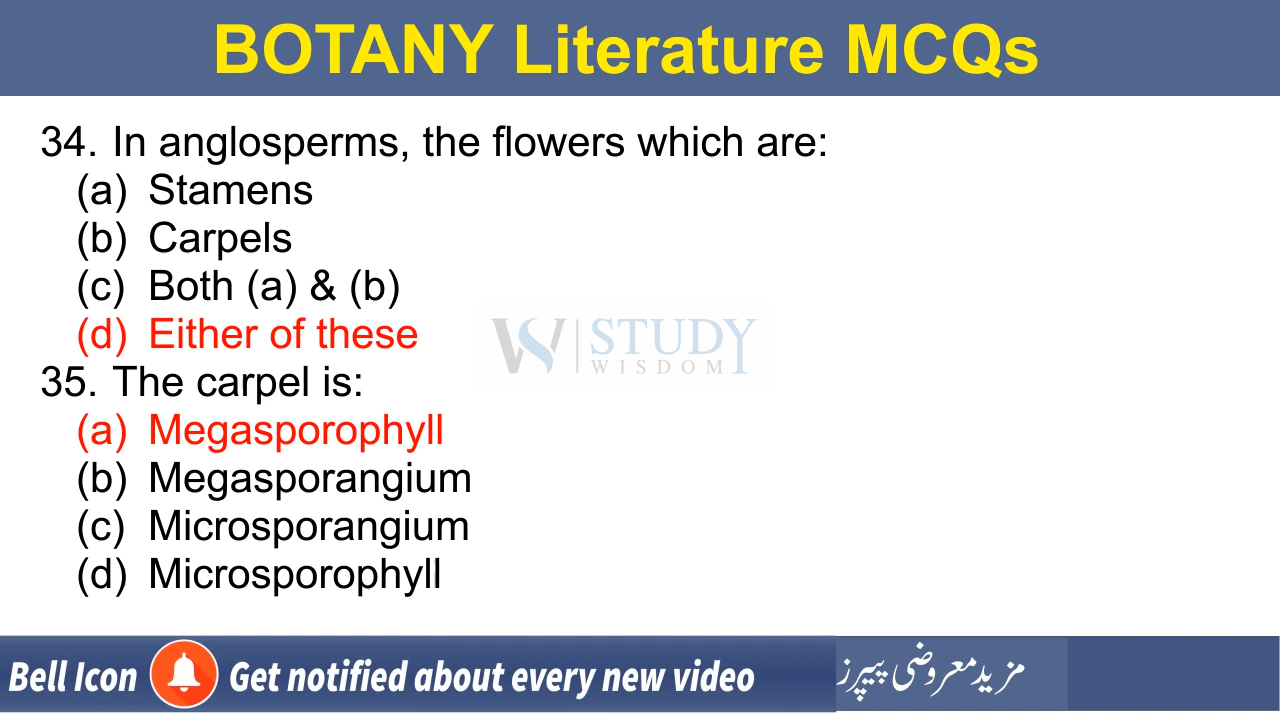 BOTANY Literature MCQs
34. In anglosperms, the flowers which are:
(a) Stamens
(b) Carpels
(c) Both (a) & (b)
(d) Either of these
WS STUDY
WISDOM
35. The carpel is:
(a) Megasporophyll
(b) Megasporangium
(c) Microsporangium
(d) Microsporophyll
Bell Icon Get notified about every new video مزید معروضی پیپرز